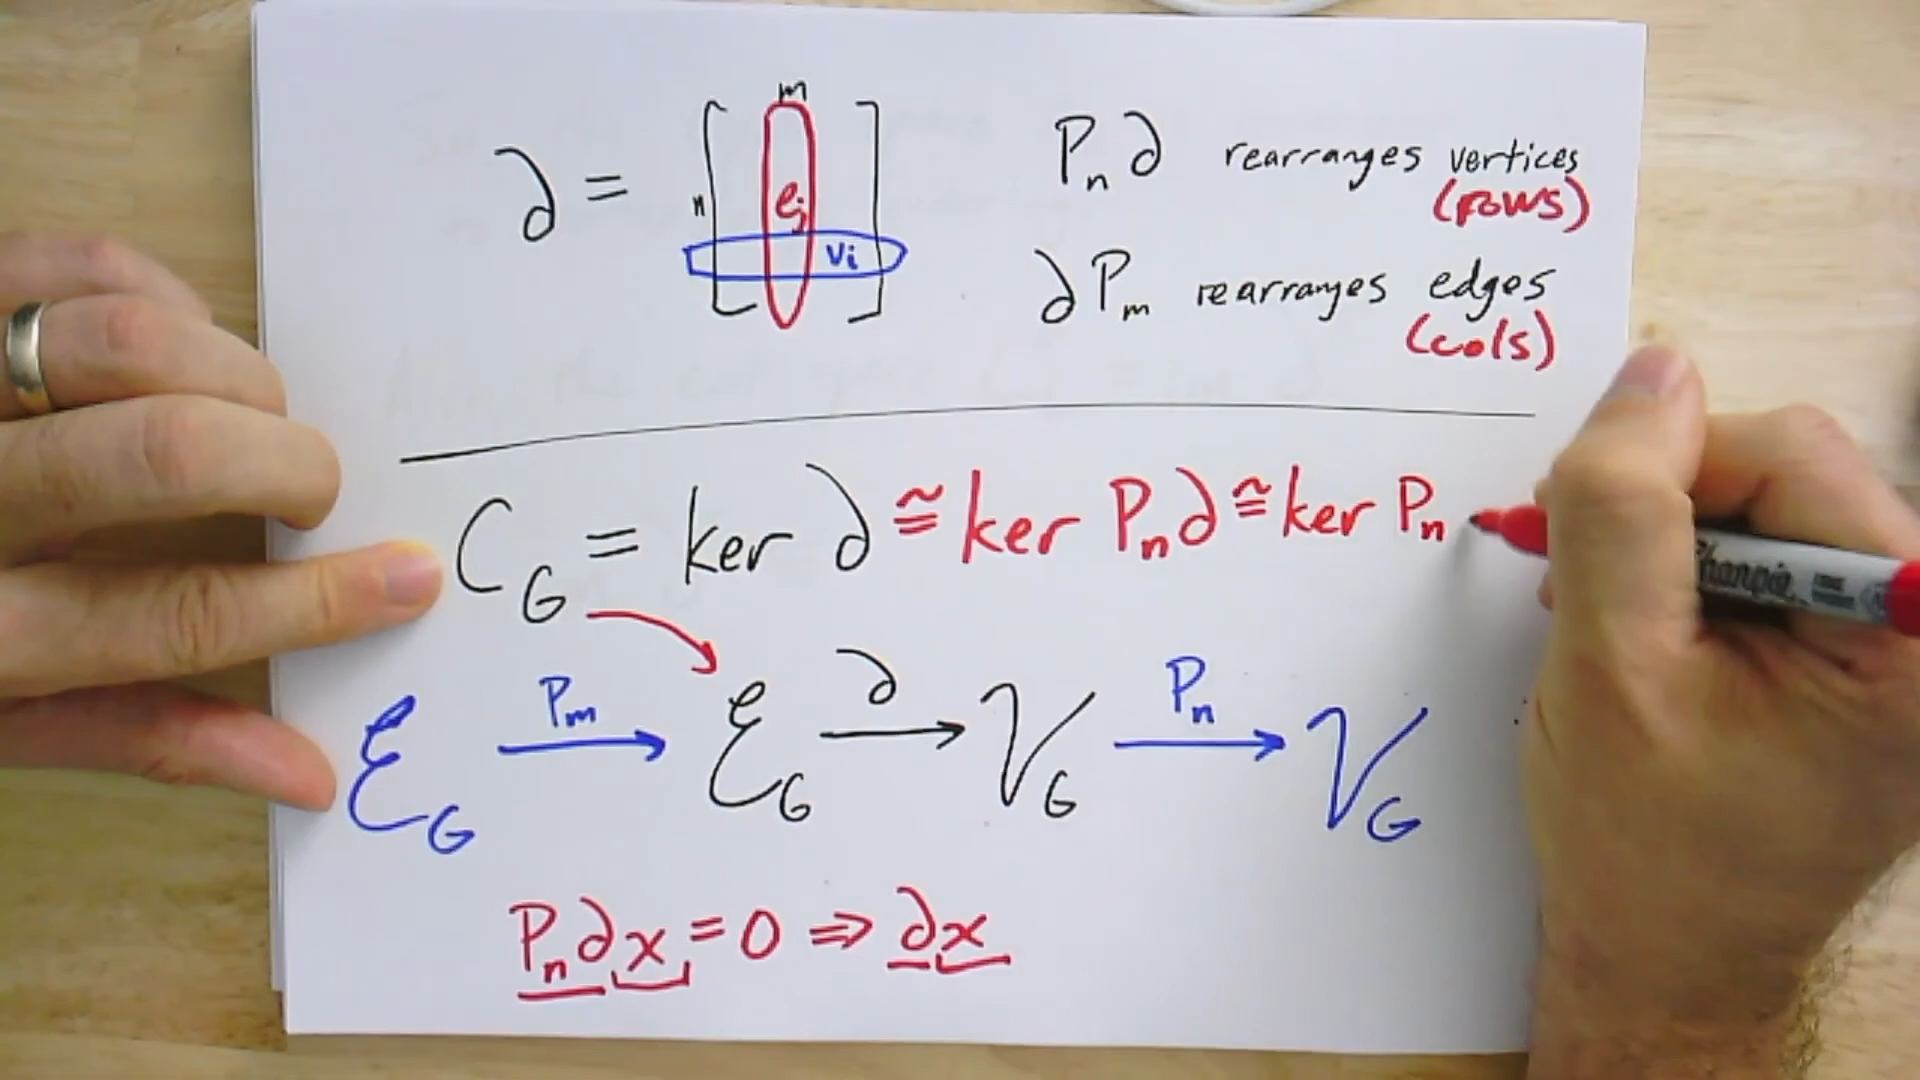 ∂ = [ m n e_j v_i ]
P_n ∂ rearranges vertices
(rows)
∂ P_m rearranges edges
(cols)
C_G = ker ∂ ≅ ker P_n ∂ ≅ ker P_n
P_m ∂ P_n
ℰ_G → ℰ_G → 𝒱_G → 𝒱_G
P_n ∂ x = 0 ⇒ ∂x
Sharpie